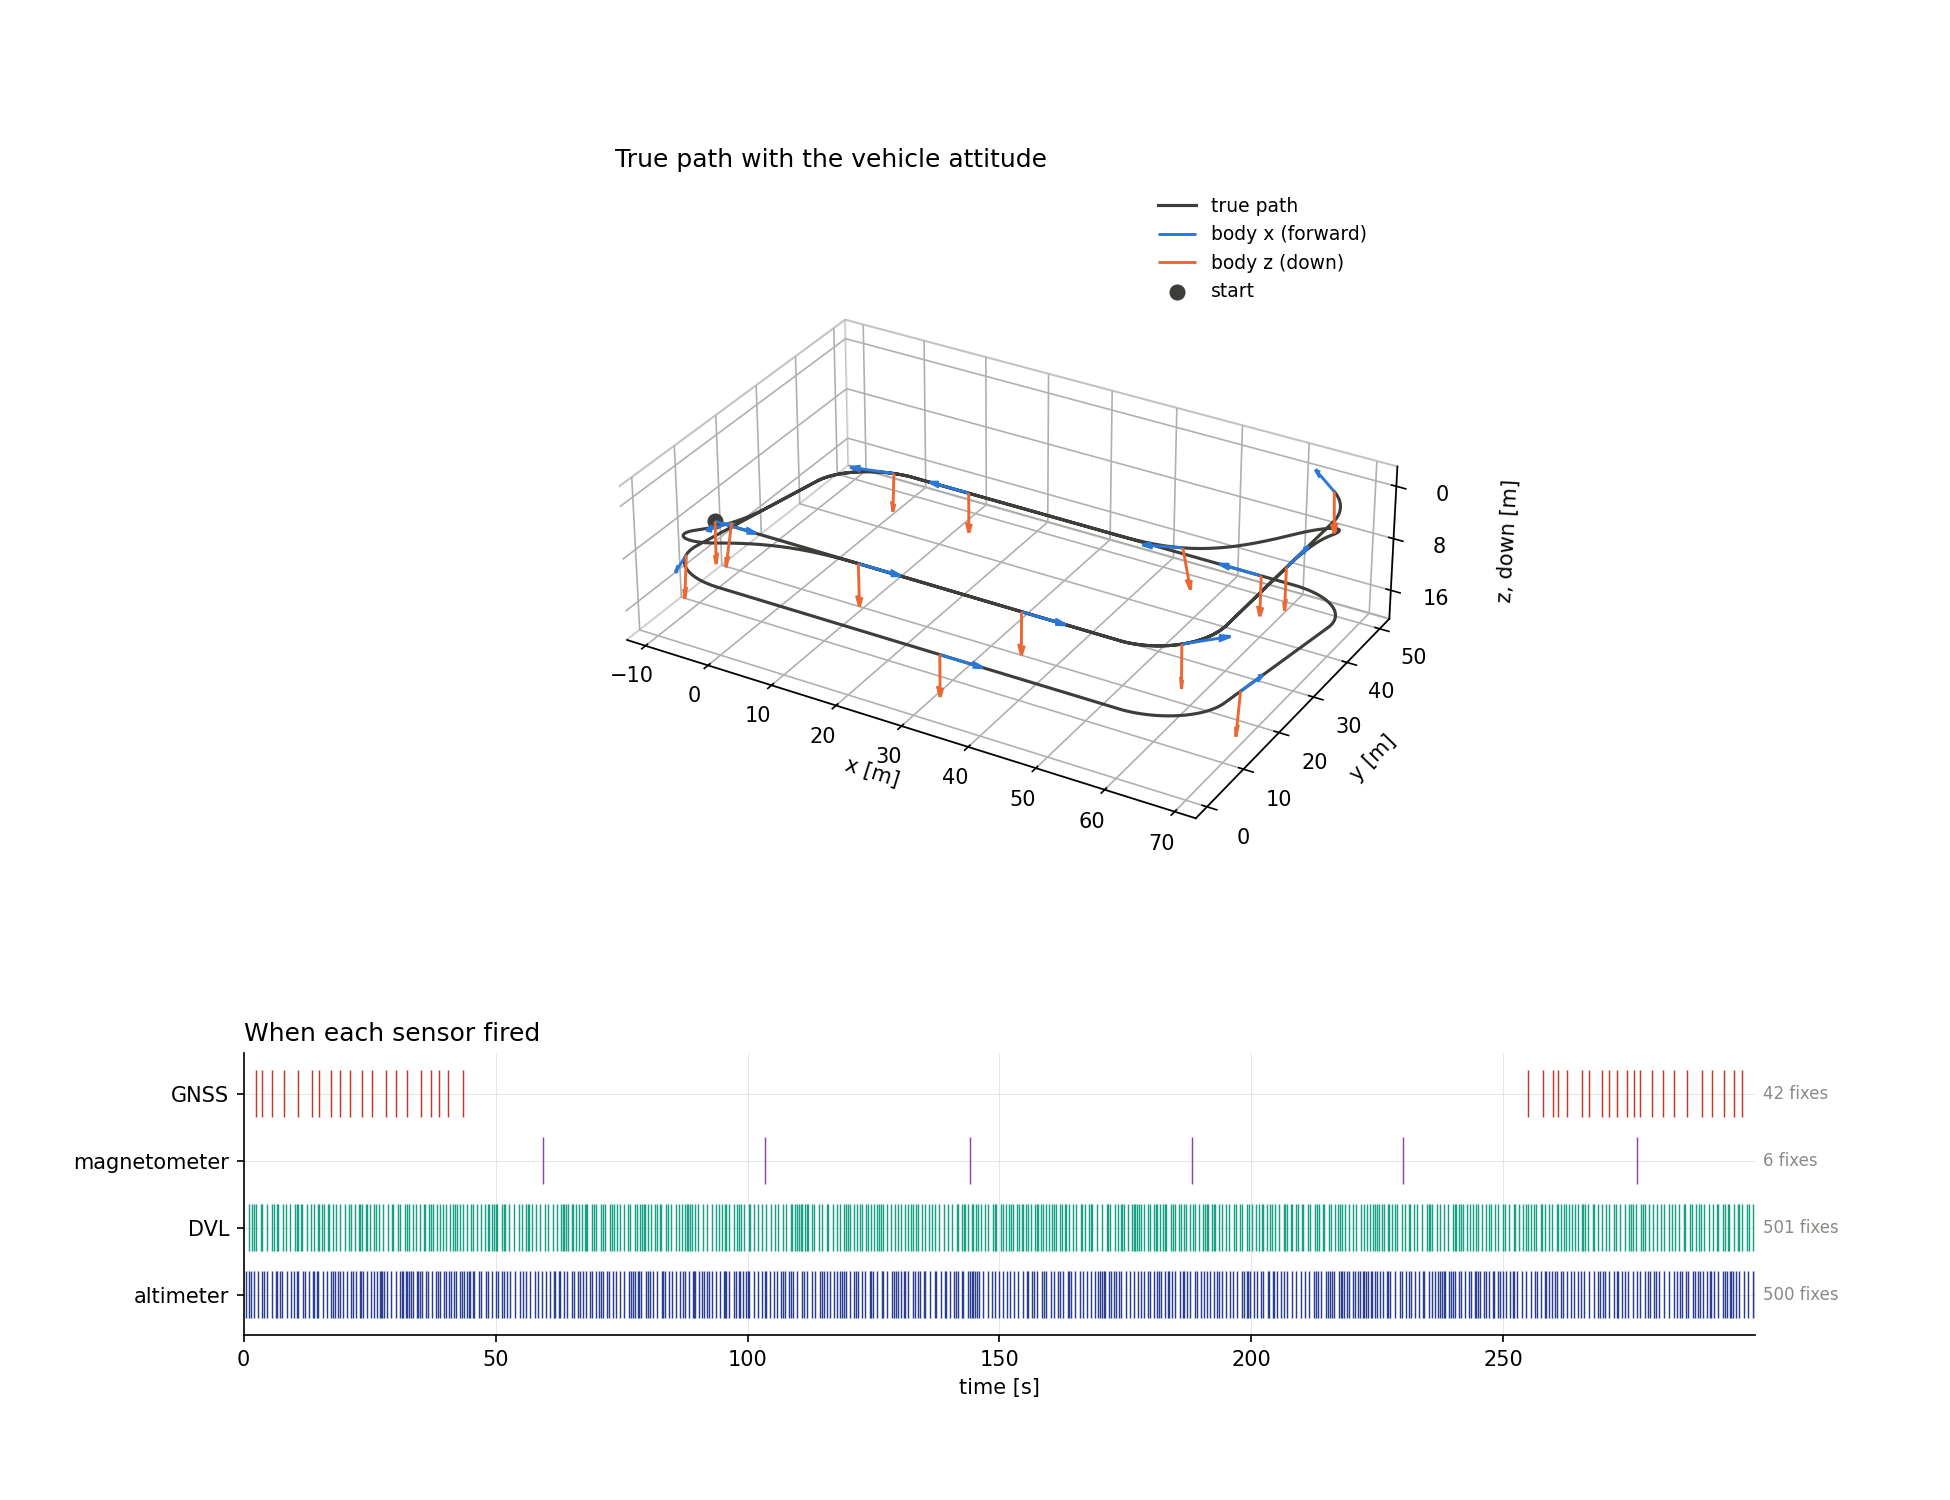 True path with the vehicle attitude
true path
body x (forward)
body z (down)
start
0
8
16
z, down [m]
−10
0
10
20
30
40
50
60
70
x [m]
0
10
20
30
40
50
y [m]
When each sensor fired
GNSS
42 fixes
magnetometer
6 fixes
DVL
501 fixes
altimeter
500 fixes
0
50
100
150
200
250
time [s]